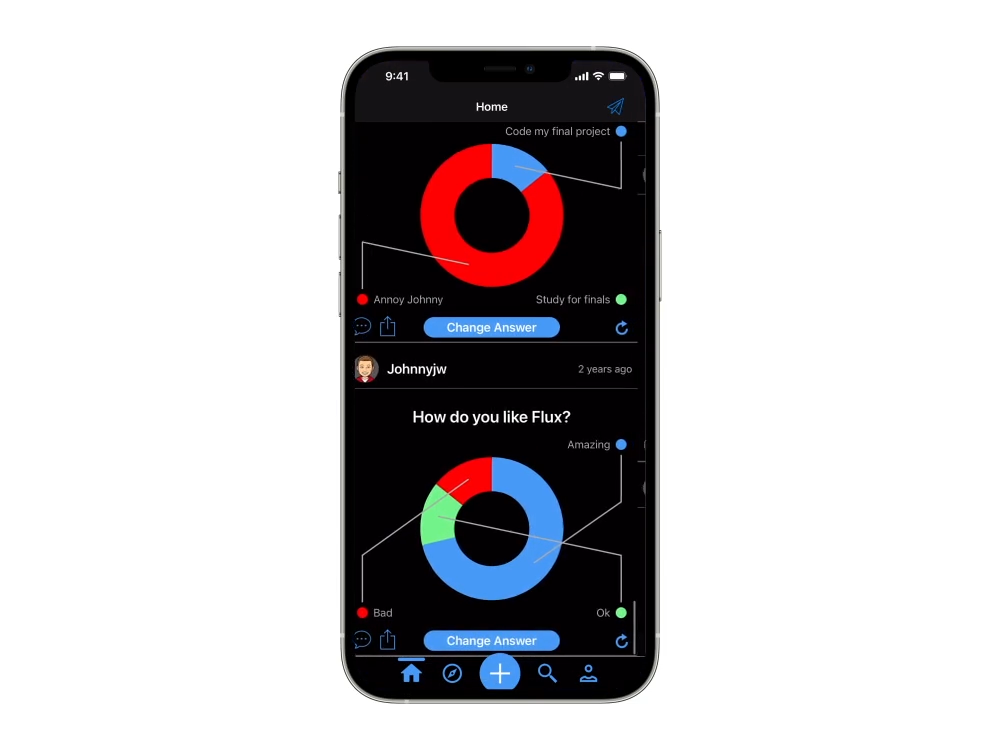 9:41
Home
Code my final project
Annoy Johnny
Study for finals
Change Answer
Johnnyjw
2 years ago
How do you like Flux?
Amazing
Bad
Ok
Change Answer